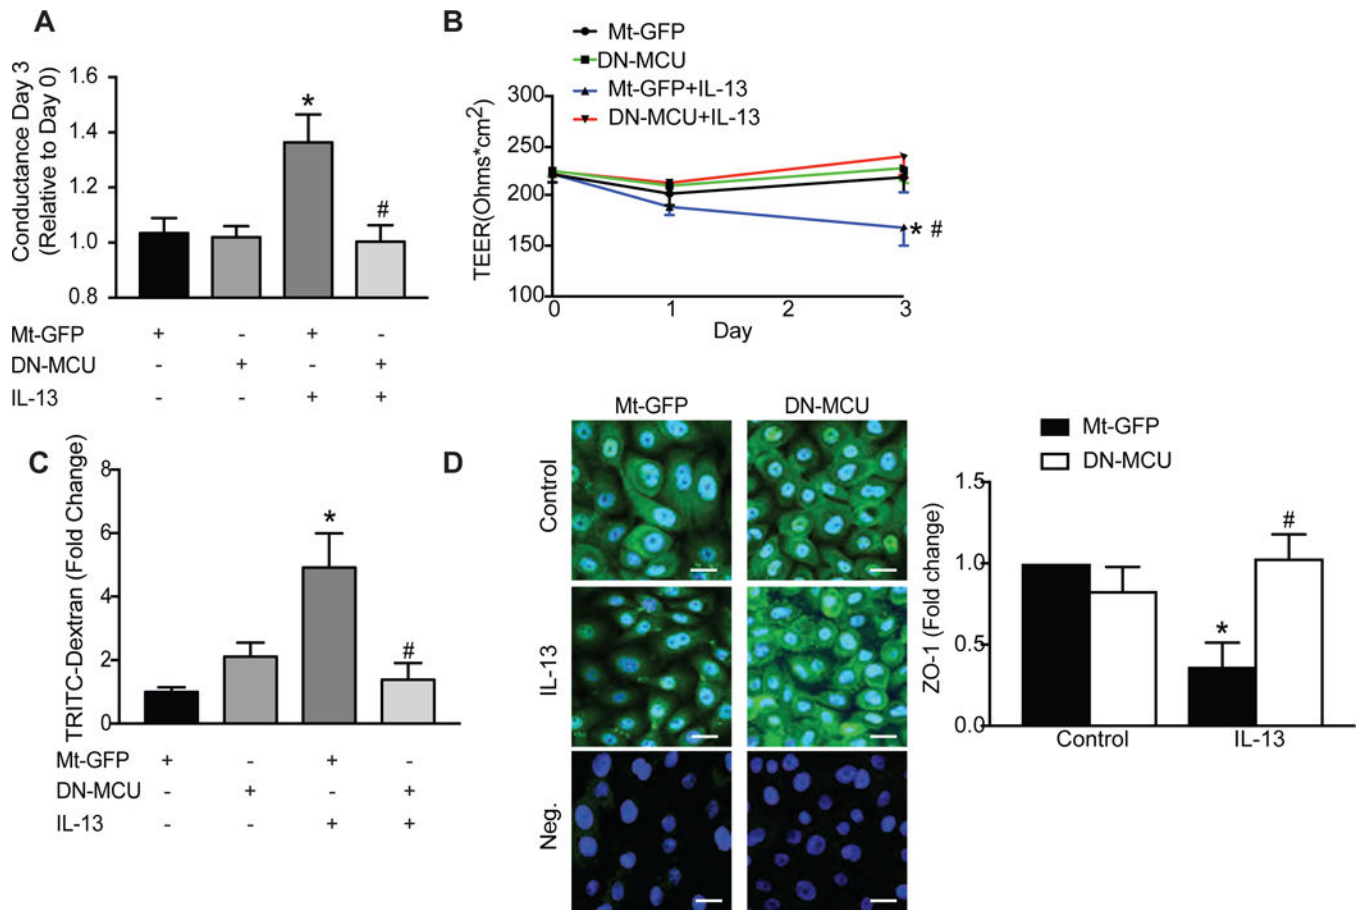 A
Conductance Day 3
(Relative to Day 0)
1.6
1.4
1.2
1.0
0.8
*
#
Mt-GFP + - + -
DN-MCU - + - +
IL-13 - - + +
B
Mt-GFP
DN-MCU
Mt-GFP+IL-13
DN-MCU+IL-13
TEER(Ohms*cm2)
300
250
200
150
100
* #
0 1 2 3
Day
C
TRITC-Dextran (Fold Change)
8
6
4
2
0
*
#
Mt-GFP + - + -
DN-MCU - + - +
IL-13 - - + +
D
Mt-GFP DN-MCU
Control
IL-13
Neg.
Mt-GFP
DN-MCU
ZO-1 (Fold change)
1.5
1.0
0.5
0.0
*
#
Control IL-13